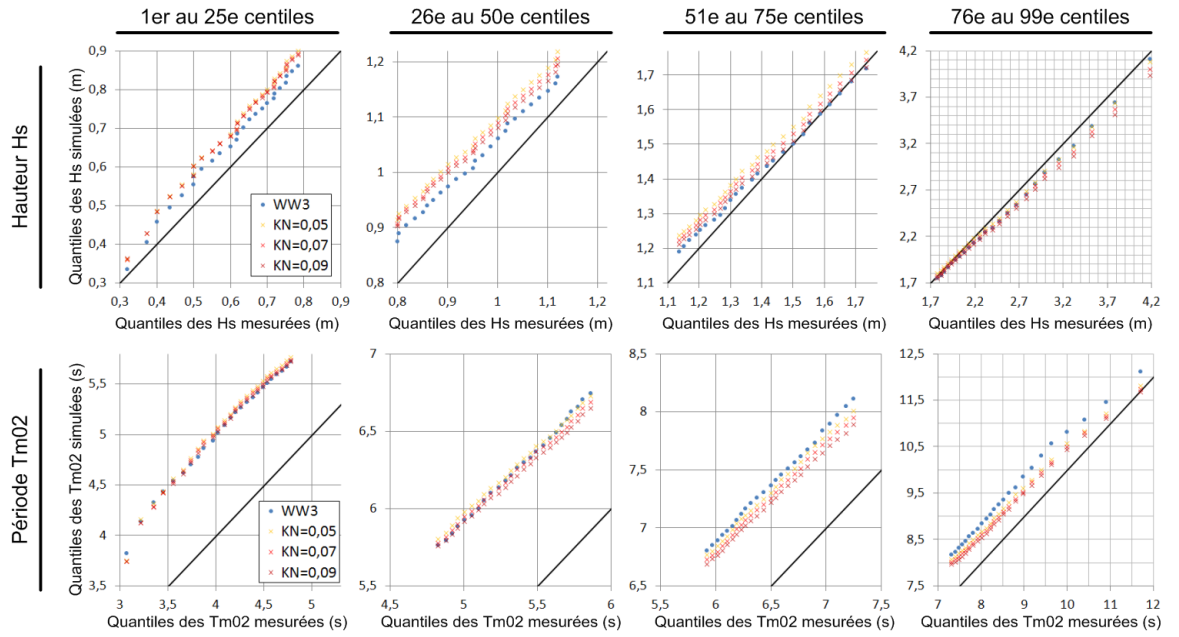 1er au 25e centiles
26e au 50e centiles
51e au 75e centiles
76e au 99e centiles
Hauteur Hs
Quantiles des Hs simulées (m)
0,9
0,8
0,7
0,6
0,5
0,4
0,3
WW3
KN=0,05
KN=0,07
KN=0,09
0,3 0,4 0,5 0,6 0,7 0,8 0,9
Quantiles des Hs mesurées (m)
1,2
1,1
1
0,9
0,8
0,8 0,9 1 1,1 1,2
Quantiles des Hs mesurées (m)
1,7
1,6
1,5
1,4
1,3
1,2
1,1
1,1 1,2 1,3 1,4 1,5 1,6 1,7
Quantiles des Hs mesurées (m)
4,2
3,7
3,2
2,7
2,2
1,7
1,7 2,2 2,7 3,2 3,7 4,2
Quantiles des Hs mesurées (m)
Période Tm02
Quantiles des Tm02 simulées (s)
5,5
5
4,5
4
3,5
WW3
KN=0,05
KN=0,07
KN=0,09
3 3,5 4 4,5 5
Quantiles des Tm02 mesurées (s)
7
6,5
6
5,5
4,5 5 5,5 6
Quantiles des Tm02 mesurées (s)
8,5
8
7,5
7
6,5
5,5 6 6,5 7 7,5
Quantiles des Tm02 mesurées (s)
12,5
11,5
10,5
9,5
8,5
7,5
7 8 9 10 11 12
Quantiles des Tm02 mesurées (s)